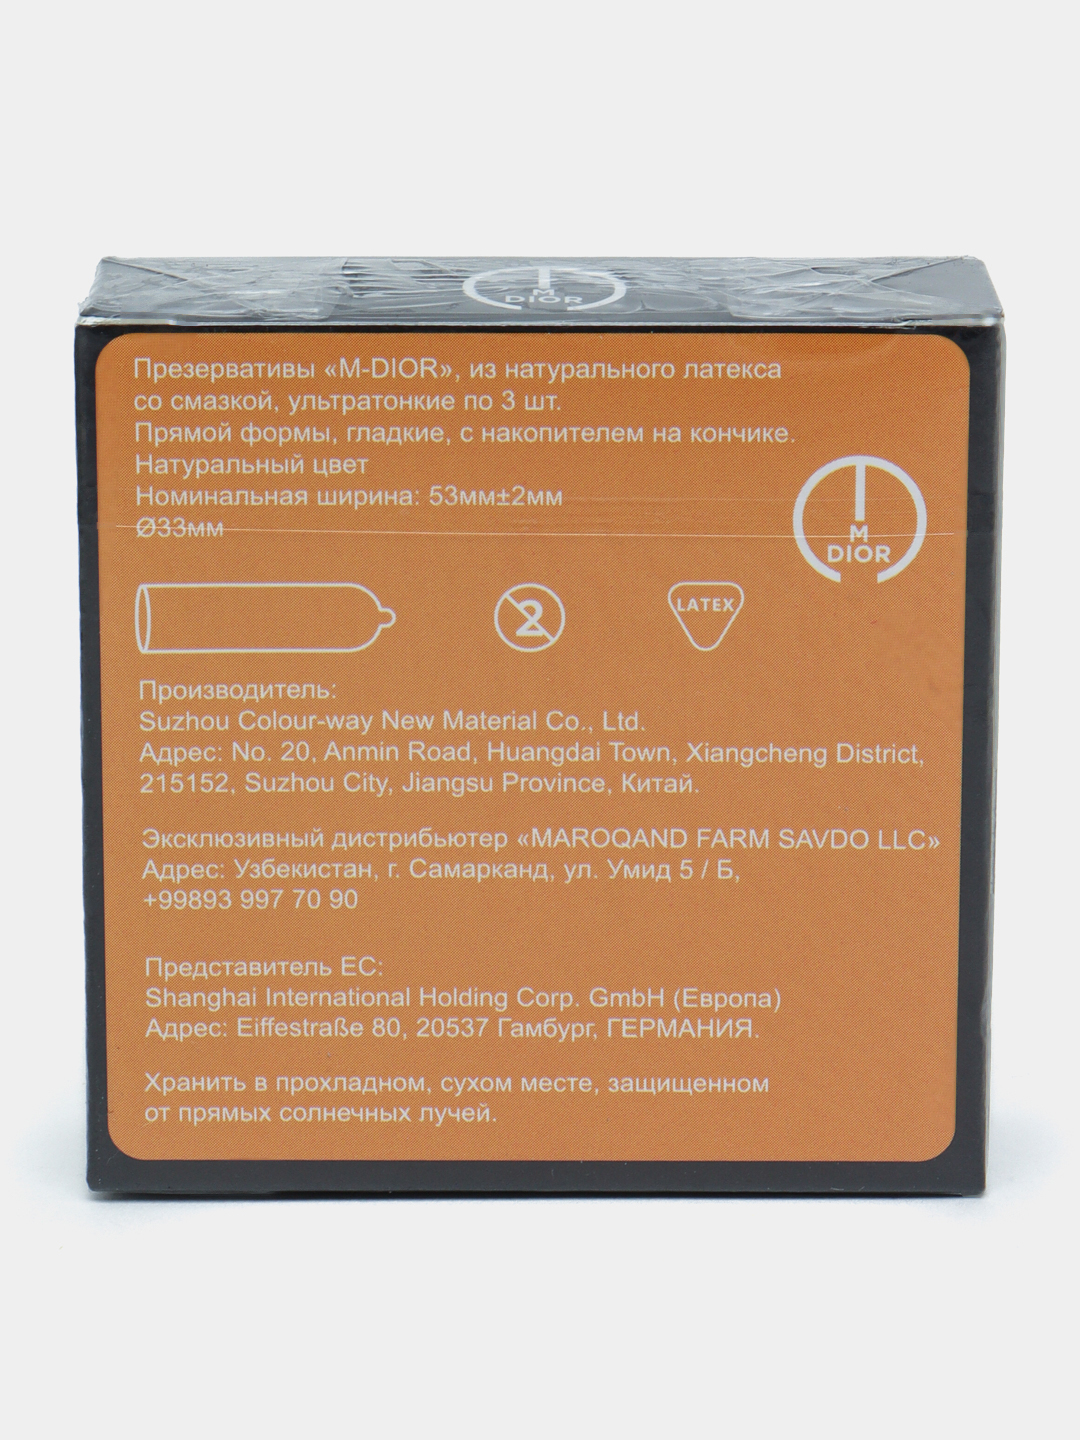 M
DIOR
Презервативы «M-DIOR», из натурального латекса
со смазкой, ультратонкие по 3 шт.
Прямой формы, гладкие, с накопителем на кончике.
Натуральный цвет
Номинальная ширина: 53мм±2мм
Ø33мм
M
DIOR
2
LATEX
Производитель:
Suzhou Colour-way New Material Co., Ltd.
Адрес: No. 20, Anmin Road, Huangdai Town, Xiangcheng District,
215152, Suzhou City, Jiangsu Province, Китай.
Эксклюзивный дистрибьютер «MAROQAND FARM SAVDO LLC»
Адрес: Узбекистан, г. Самарканд, ул. Умид 5 / Б,
+99893 997 70 90
Представитель ЕС:
Shanghai International Holding Corp. GmbH (Европа)
Адрес: Eiffestraße 80, 20537 Гамбург, ГЕРМАНИЯ.
Хранить в прохладном, сухом месте, защищенном
от прямых солнечных лучей.